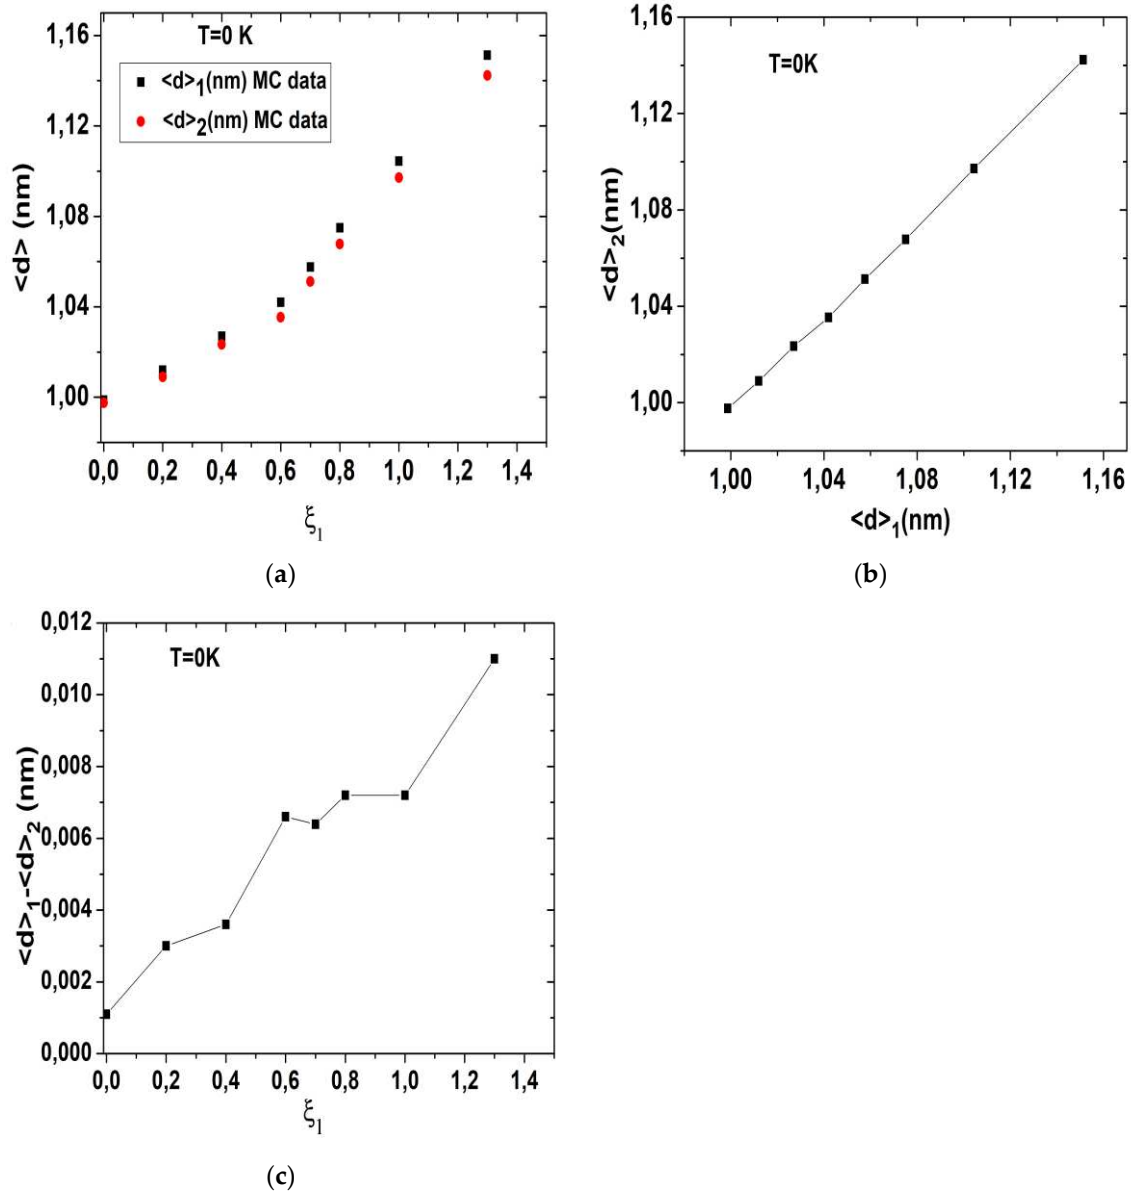 T=0 K
<d>1(nm) MC data
<d>2(nm) MC data
<d> (nm)
1,16
1,12
1,08
1,04
1,00
0,0 0,2 0,4 0,6 0,8 1,0 1,2 1,4
ξ1
(a)
T=0K
<d>2(nm)
1,16
1,12
1,08
1,04
1,00
1,00 1,04 1,08 1,12 1,16
<d>1(nm)
(b)
T=0K
<d>1-<d>2 (nm)
0,012
0,010
0,008
0,006
0,004
0,002
0,000
0,0 0,2 0,4 0,6 0,8 1,0 1,2 1,4
ξ1
(c)